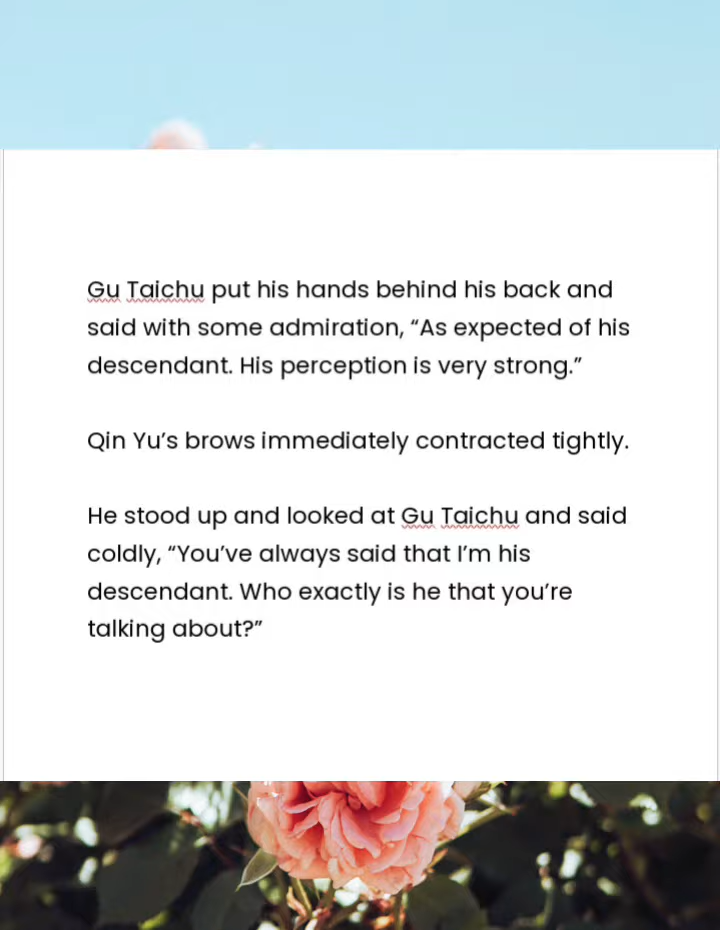 Gu Taichu put his hands behind his back and
said with some admiration, “As expected of his
descendant. His perception is very strong.”
Qin Yu’s brows immediately contracted tightly.
He stood up and looked at Gu Taichu and said
coldly, “You’ve always said that I’m his
descendant. Who exactly is he that you’re
talking about?”